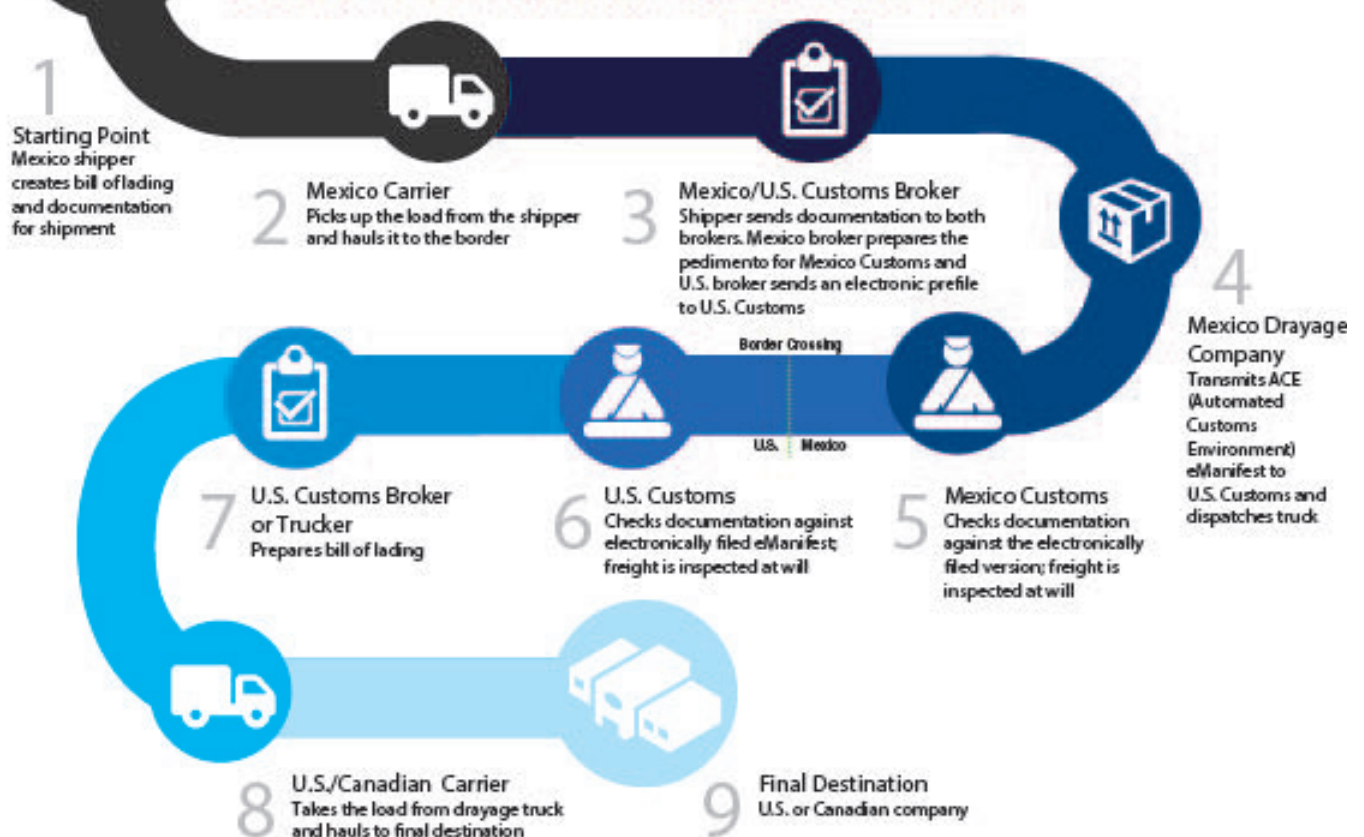 1
Starting Point
Mexico shipper
creates bill of lading
and documentation
for shipment
2
Mexico Carrier
Picks up the load from the shipper
and hauls it to the border
3
Mexico/U.S. Customs Broker
Shipper sends documentation to both
brokers. Mexico broker prepares the
pedimento for Mexico Customs and
U.S. broker sends an electronic prefile
to U.S. Customs
4
Mexico Drayage
Company
Transmits ACE
(Automated
Customs
Environment)
eManifest to
U.S. Customs and
dispatches truck
Border Crossing
U.S. Mexico
5
Mexico Customs
Checks documentation
against the electronically
filed version; freight is
inspected at will
6
U.S. Customs
Checks documentation against
electronically filed eManifest;
freight is inspected at will
7
U.S. Customs Broker
or Trucker
Prepares bill of lading
8
U.S./Canadian Carrier
Takes the load from drayage truck
and hauls to final destination
9
Final Destination
U.S. or Canadian company